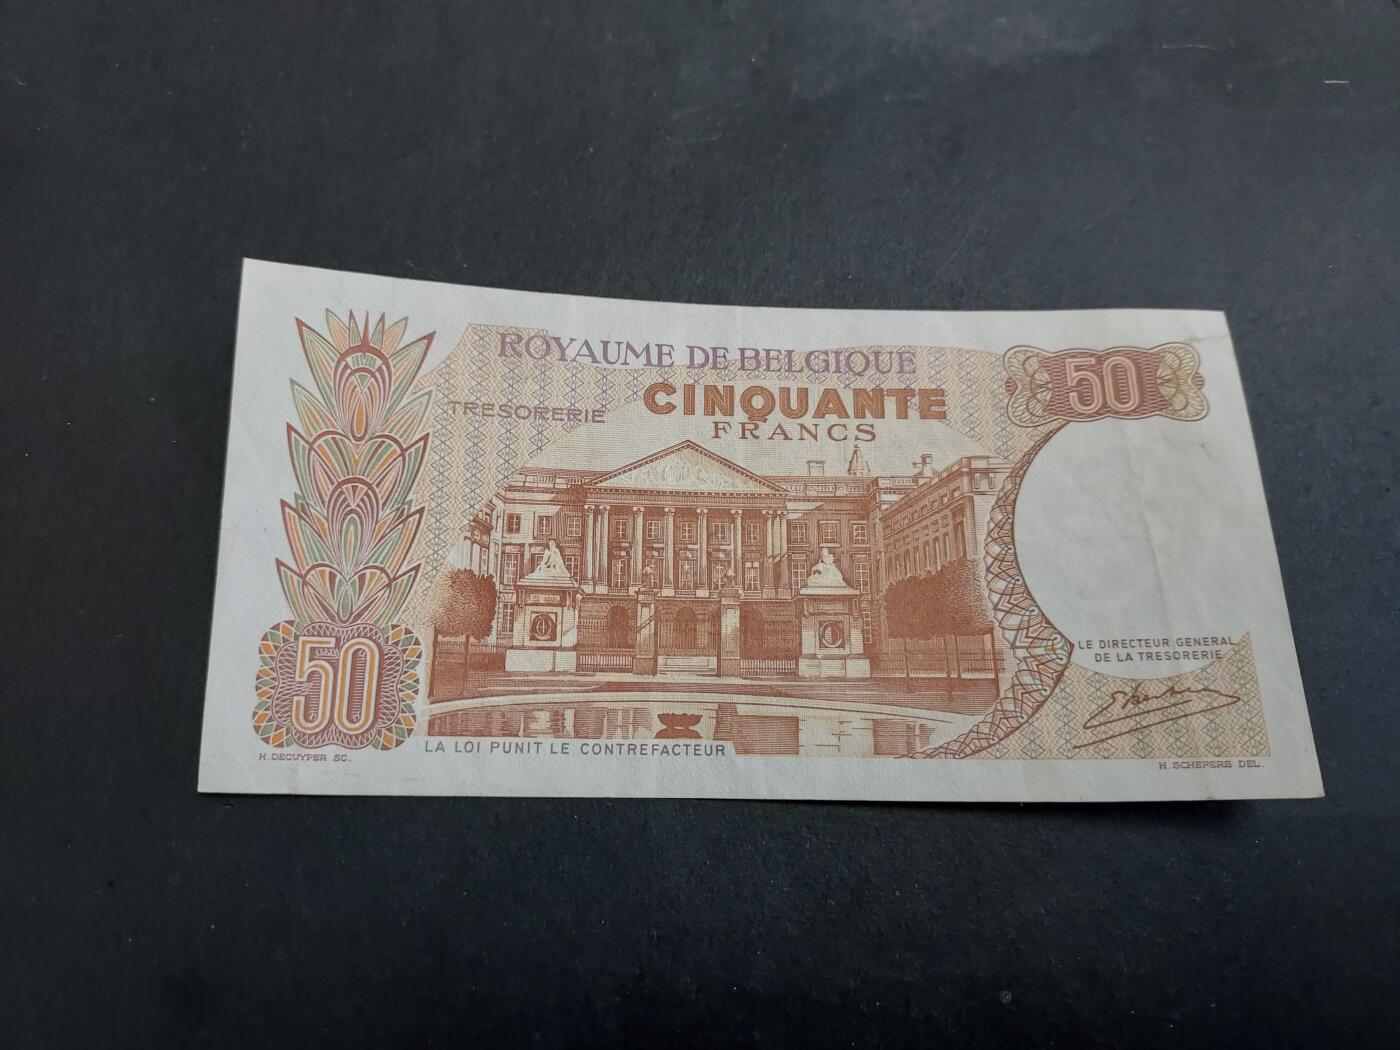 ROYAUME DE BELGIQUE
TRESORERIE
CINQUANTE
FRANCS
50
50
LE DIRECTEUR GENERAL
DE LA TRESORERIE
LA LOI PUNIT LE CONTREFACTEUR
H. DECUYPER SC.
H. SCHEPERS DEL.